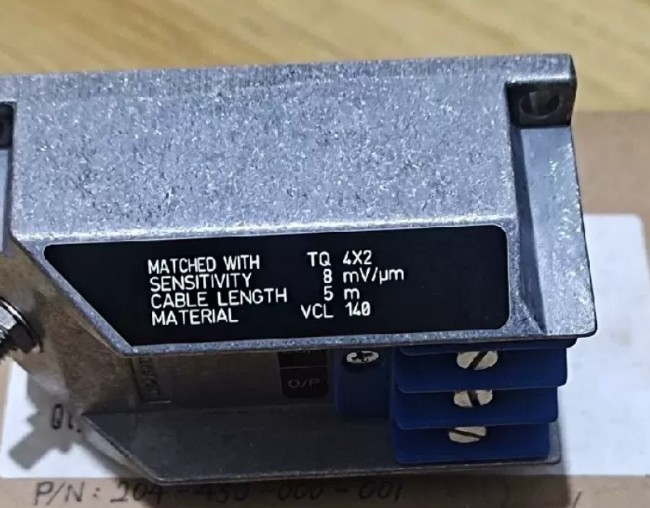 MATCHED WITH TQ 4X2
SENSITIVITY 8 mV/µm
CABLE LENGTH 5 m
MATERIAL VCL 140
O/P
P/N: 204-450-000-001